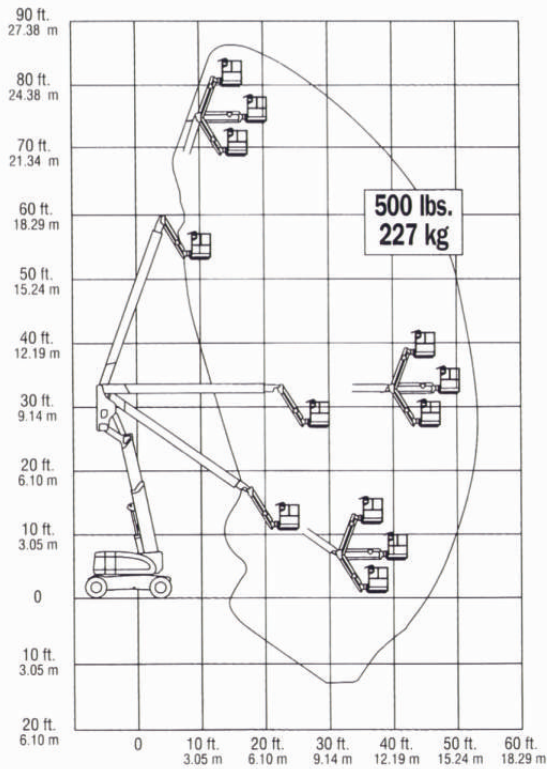 90 ft.
27.38 m
80 ft.
24.38 m
70 ft.
21.34 m
60 ft.
18.29 m
50 ft.
15.24 m
40 ft.
12.19 m
30 ft.
9.14 m
20 ft.
6.10 m
10 ft.
3.05 m
0
10 ft.
3.05 m
20 ft.
6.10 m
500 lbs.
227 kg
0 10 ft. 20 ft. 30 ft. 40 ft. 50 ft. 60 ft.
3.05 m 6.10 m 9.14 m 12.19 m 15.24 m 18.29 m